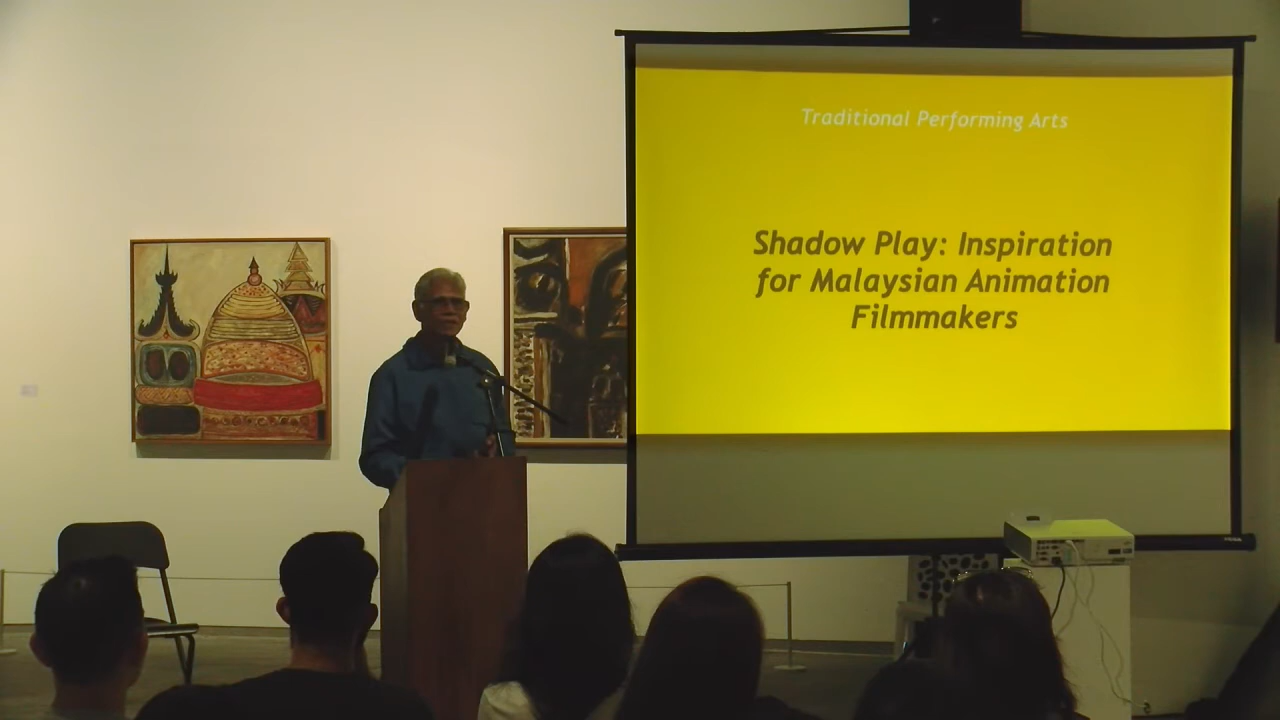 Traditional Performing Arts
Shadow Play: Inspiration
for Malaysian Animation
Filmmakers